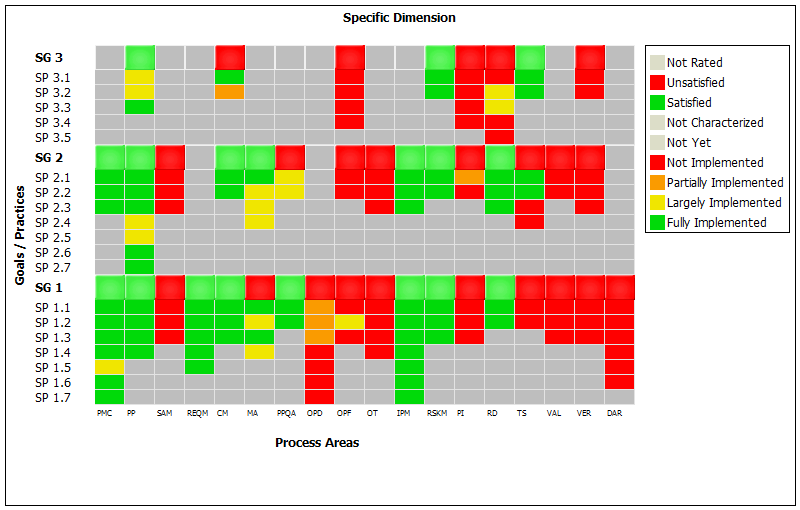 Specific Dimension
SG 3
SP 3.1
SP 3.2
SP 3.3
SP 3.4
SP 3.5
SG 2
SP 2.1
SP 2.2
SP 2.3
SP 2.4
SP 2.5
SP 2.6
SP 2.7
SG 1
SP 1.1
SP 1.2
SP 1.3
SP 1.4
SP 1.5
SP 1.6
SP 1.7
Goals / Practices
PMC PP SAM REQM CM MA PPQA OPD OPF OT IPM RSKM PI RD TS VAL VER DAR
Process Areas
Not Rated
Unsatisfied
Satisfied
Not Characterized
Not Yet
Not Implemented
Partially Implemented
Largely Implemented
Fully Implemented